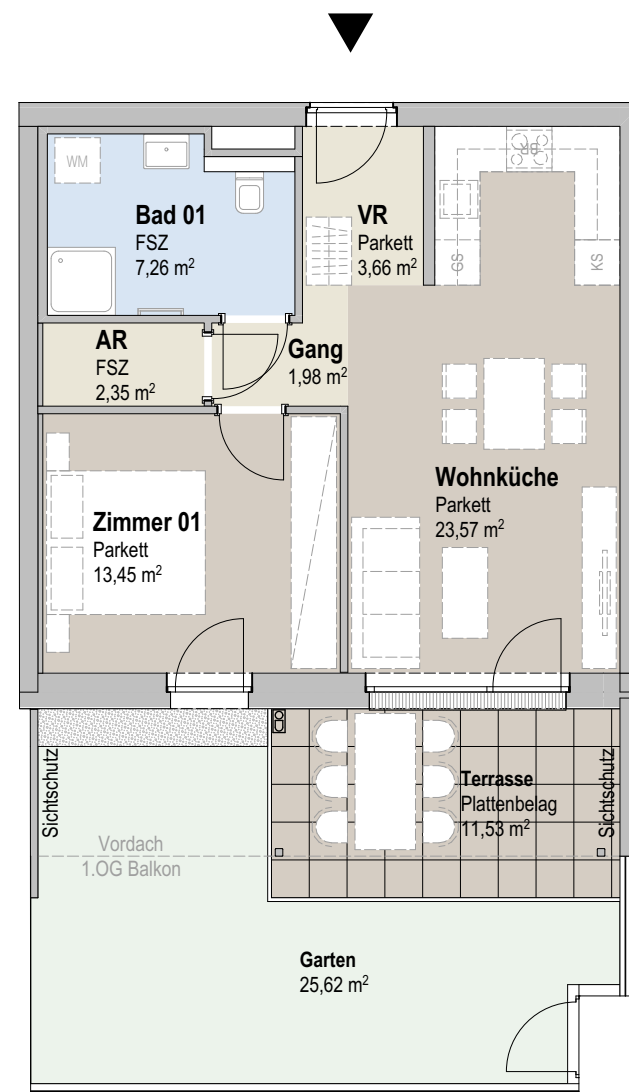 WM
BR
Bad 01
FSZ
7,26 m²
VR
Parkett
3,66 m²
GS
KS
AR
FSZ
2,35 m²
Gang
1,98 m²
Wohnküche
Parkett
23,57 m²
Zimmer 01
Parkett
13,45 m²
Sichtschutz
Terrasse
Plattenbelag
11,53 m²
Sichtschutz
Vordach
1.OG Balkon
Garten
25,62 m²